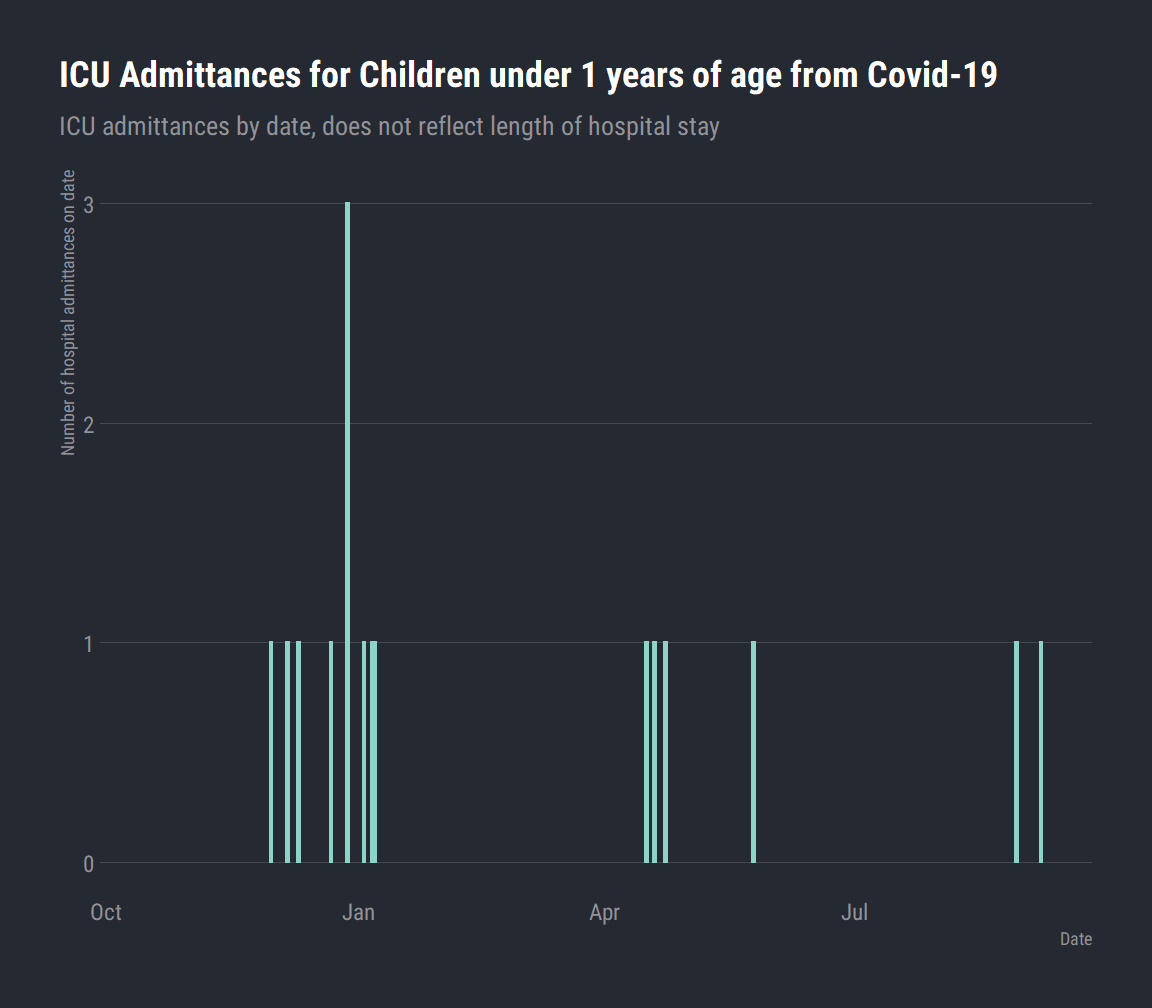 ICU Admittances for Children under 1 years of age from Covid-19
ICU admittances by date, does not reflect length of hospital stay
Number of hospital admittances on date
3
2
1
0
Oct Jan Apr Jul
Date